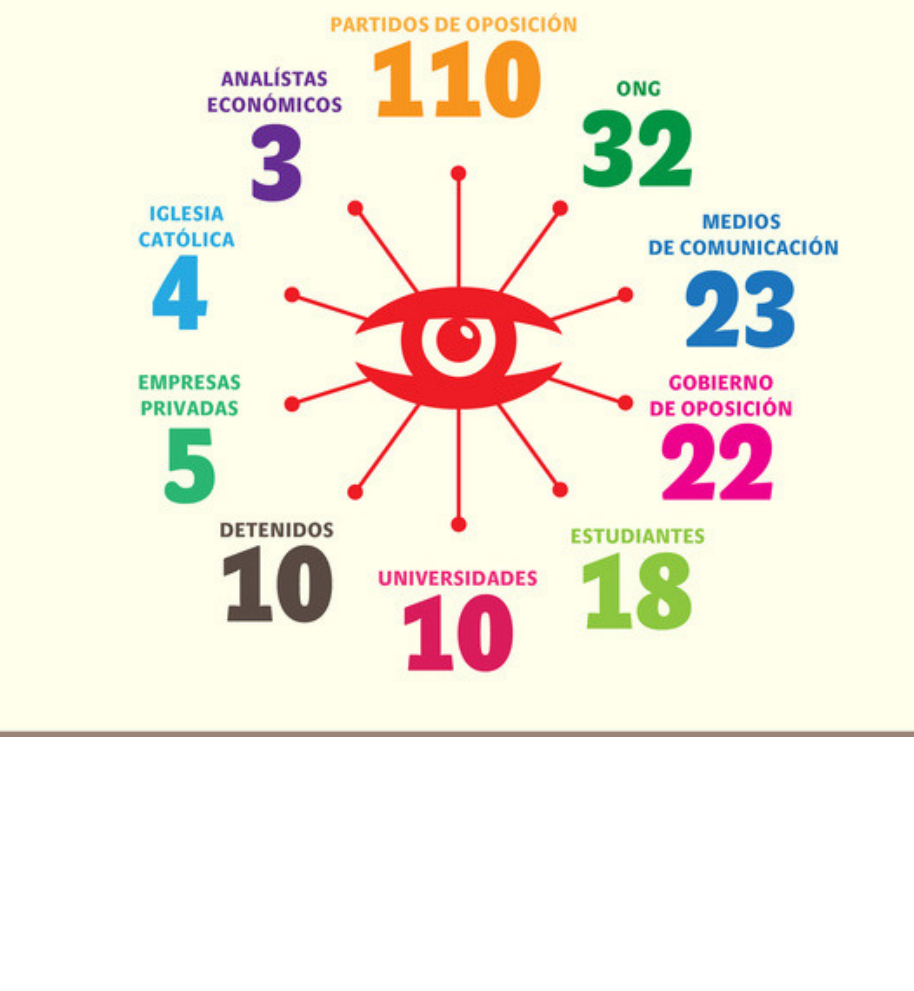 PARTIDOS DE OPOSICIÓN
110
ANALÍSTAS
ECONÓMICOS
3
ONG
32
IGLESIA
CATÓLICA
4
MEDIOS
DE COMUNICACIÓN
23
EMPRESAS
PRIVADAS
5
GOBIERNO
DE OPOSICIÓN
22
DETENIDOS
10
UNIVERSIDADES
10
ESTUDIANTES
18